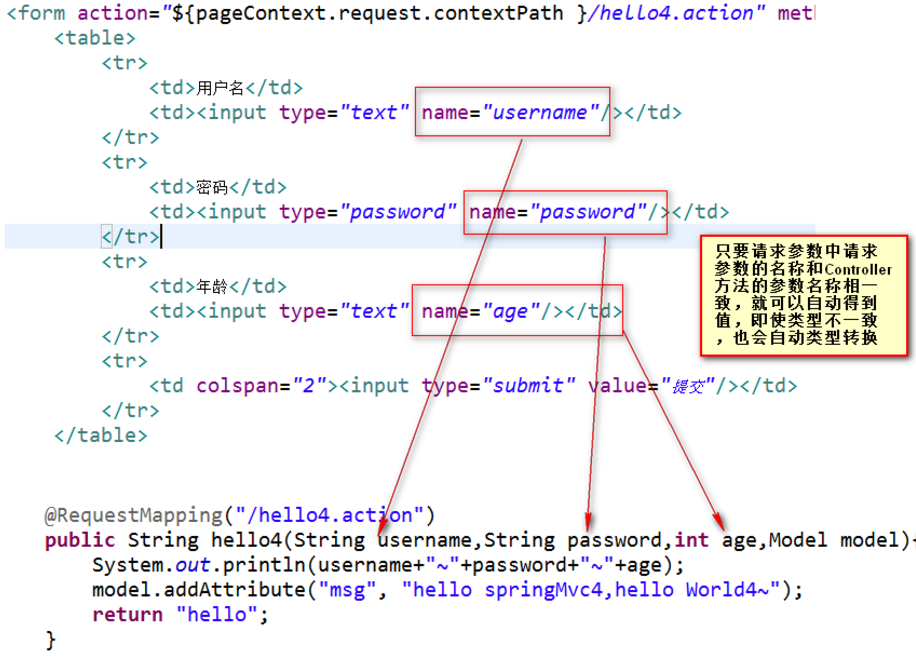 <form action="${pageContext.request.contextPath }/hello4.action" met
<table>
<tr>
<td>用户名</td>
<td><input type="text" name="username"/></td>
</tr>
<tr>
<td>密码</td>
<td><input type="password" name="password"/></td>
</tr>
<tr>
<td>年龄</td>
<td><input type="text" name="age"/></td>
</tr>
<tr>
<td colspan="2"><input type="submit" value="提交"/></td>
</tr>
</table>
只要请求参数中请求
参数的名称和Controller
方法的参数名称相一
致，就可以自动得到
值，即使类型不一致
，也会自动类型转换
@RequestMapping("/hello4.action")
public String hello4(String username,String password,int age,Model model){
System.out.println(username+"~"+password+"~"+age);
model.addAttribute("msg", "hello springMvc4,hello World4~");
return "hello";
}